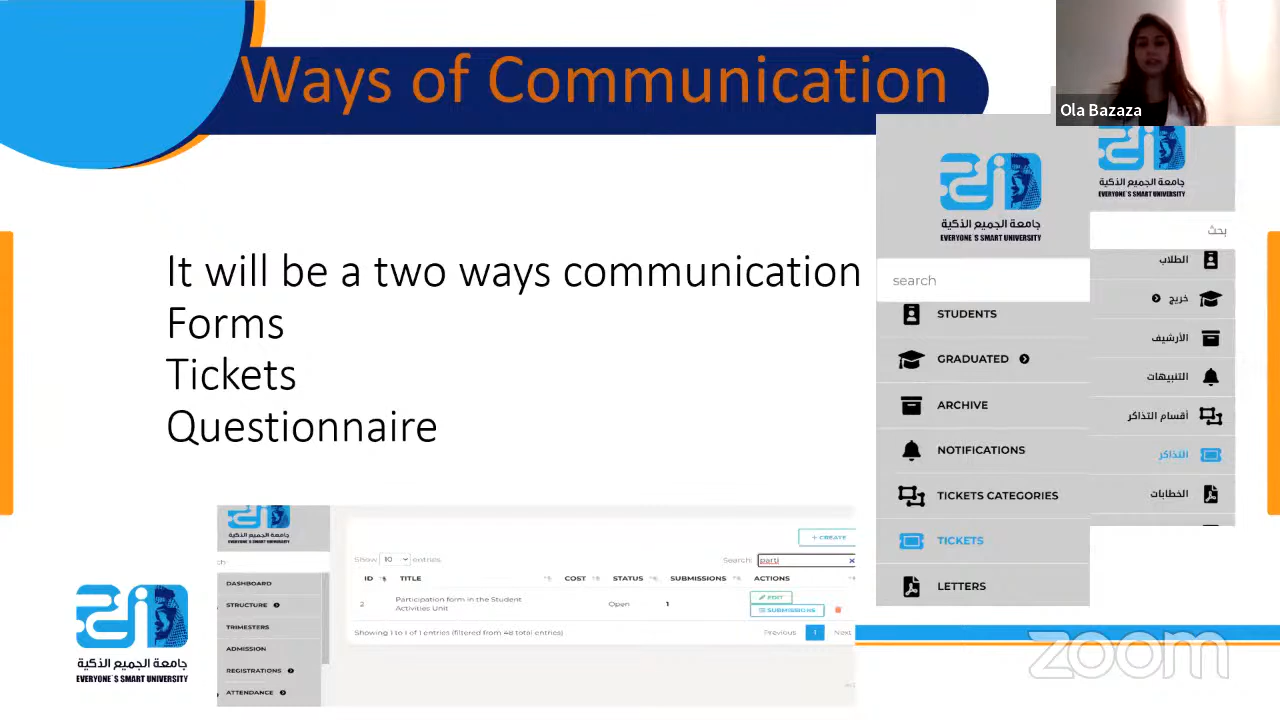 Ways of Communication
Ola Bazaza
It will be a two ways communication
Forms
Tickets
Questionnaire
جامعة الجميع الذكية
EVERYONE`S SMART UNIVERSITY
search
STUDENTS
GRADUATED
ARCHIVE
NOTIFICATIONS
TICKETS CATEGORIES
TICKETS
LETTERS
جامعة الجميع الذكية
EVERYONE`S SMART UNIVERSITY
بحث
الطلاب
خريج
الأرشيف
التنبيهات
أقسام التذاكر
التذاكر
الخطابات
جامعة الجميع الذكية
DASHBOARD
STRUCTURE
TRIMESTERS
ADMISSION
REGISTRATIONS
ATTENDANCE
+ CREATE
Show 10 entries
Search: parti
ID TITLE COST STATUS SUBMISSIONS ACTIONS
2 Participation form in the Student Open 1 EDIT
Activities Unit SUBMISSIONS
Showing 1 to 1 of 1 entries (filtered from 48 total entries) Previous 1 Next
جامعة الجميع الذكية
EVERYONE`S SMART UNIVERSITY
zoom